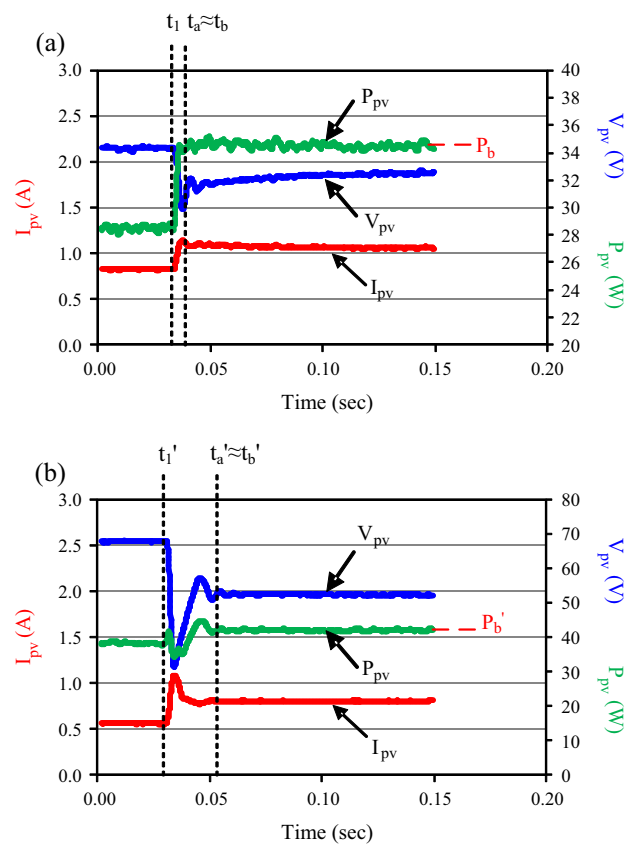 t1 ta≈tb
(a)
3.0 40
2.5 38
2.0 36
1.5 34
1.0 32
0.5 30
0.0 28
26
24
22
20
Ppv
Pb
Vpv
Ipv
Ipv (A)
Vpv (V)
Ppv (W)
0.00 0.05 0.10 0.15 0.20
Time (sec)
(b)
t1' ta'≈tb'
3.0 80
2.5 70
2.0 60
1.5 50
1.0 40
0.5 30
0.0 20
10
0
Vpv
Pb'
Ppv
Ipv
Ipv (A)
Vpv (V)
Ppv (W)
0.00 0.05 0.10 0.15 0.20
Time (sec)